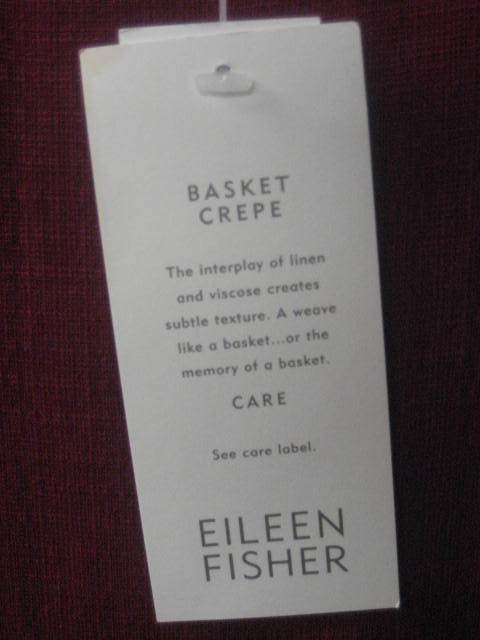 BASKET
CREPE
The interplay of linen
and viscose creates
subtle texture. A weave
like a basket...or the
memory of a basket.
CARE
See care label.
EILEEN
FISHER